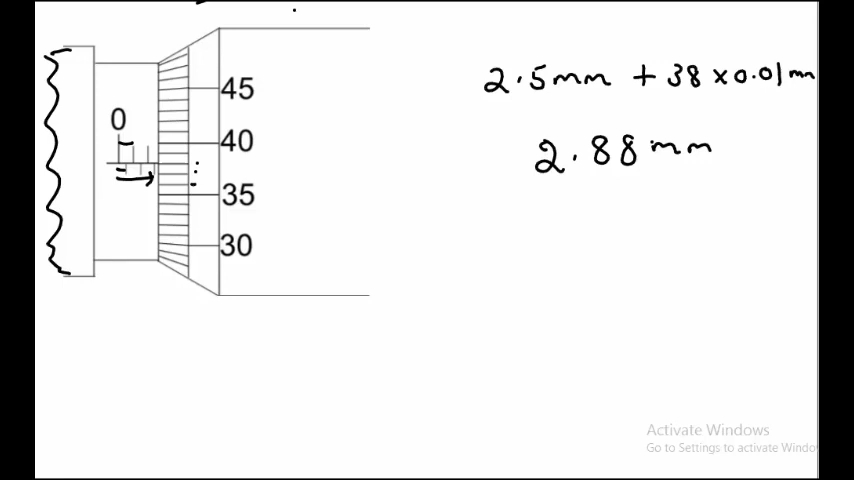 45
0
40
35
30
2.5mm + 38 x 0.01mm
2.88mm
Activate Windows
Go to Settings to activate Windo